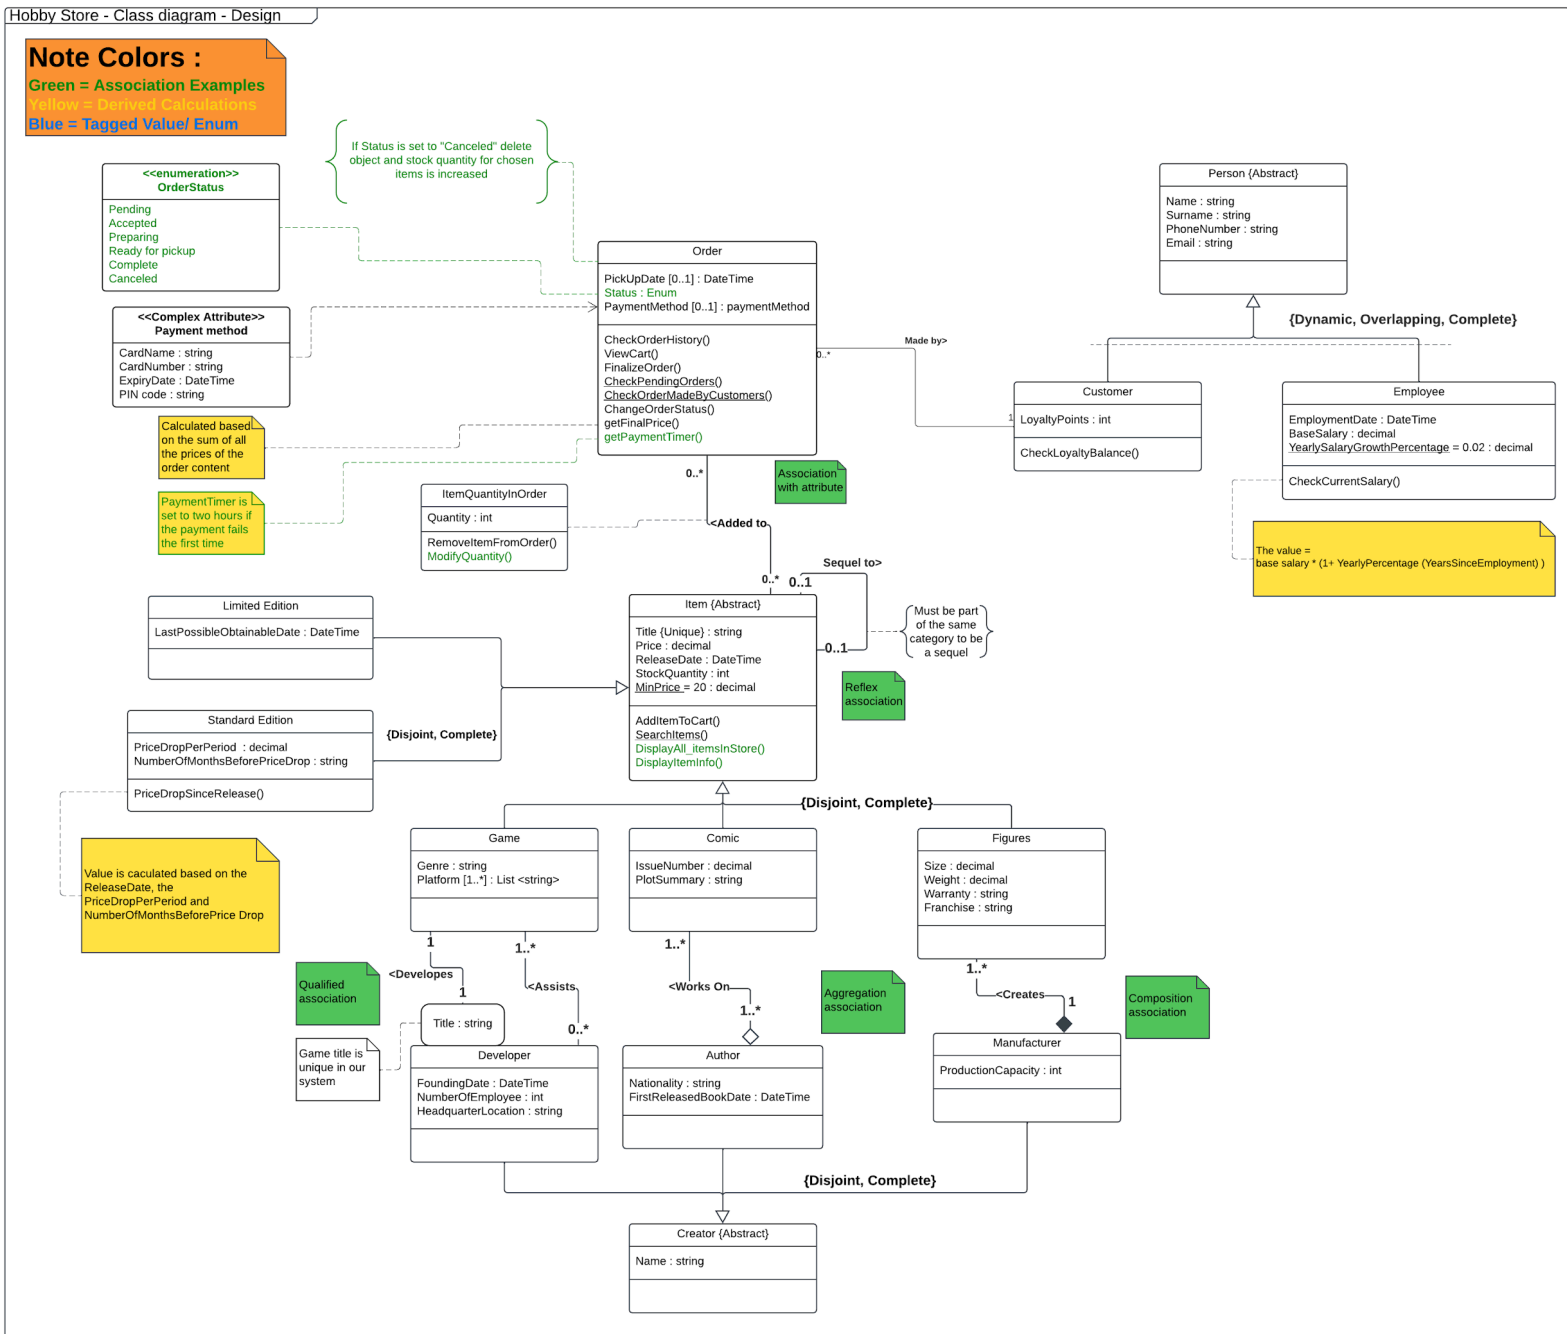 Hobby Store - Class diagram - Design
Note Colors :
Green = Association Examples
Yellow = Derived Calculations
Blue = Tagged Value/ Enum
If Status is set to "Canceled" delete
object and stock quantity for chosen
items is increased
<<enumeration>>
OrderStatus
Pending
Accepted
Preparing
Ready for pickup
Complete
Canceled
<<Complex Attribute>>
Payment method
CardName : string
CardNumber : string
ExpiryDate : DateTime
PIN code : string
Calculated based
on the sum of all
the prices of the
order content
PaymentTimer is
set to two hours if
the payment fails
the first time
Order
PickUpDate [0..1] : DateTime
Status : Enum
PaymentMethod [0..1] : paymentMethod
CheckOrderHistory()
ViewCart()
FinalizeOrder()
CheckPendingOrders()
CheckOrderMadeByCustomers()
ChangeOrderStatus()
getFinalPrice()
getPaymentTimer()
0..*
Made by>
1
0..*
Association
with attribute
Person {Abstract}
Name : string
Surname : string
PhoneNumber : string
Email : string
{Dynamic, Overlapping, Complete}
Customer
LoyaltyPoints : int
CheckLoyaltyBalance()
Employee
EmploymentDate : DateTime
BaseSalary : decimal
YearlySalaryGrowthPercentage = 0.02 : decimal
CheckCurrentSalary()
The value =
base salary * (1+ YearlyPercentage (YearsSinceEmployment) )
ItemQuantityInOrder
Quantity : int
RemoveItemFromOrder()
ModifyQuantity()
<Added to
0..*
0..1
Sequel to>
0..1
Must be part
of the same
category to be
a sequel
Reflex
association
Item {Abstract}
Title {Unique} : string
Price : decimal
ReleaseDate : DateTime
StockQuantity : int
MinPrice = 20 : decimal
AddItemToCart()
SearchItems()
DisplayAll_itemsInStore()
DisplayItemInfo()
Limited Edition
LastPossibleObtainableDate : DateTime
Standard Edition
PriceDropPerPeriod  : decimal
NumberOfMonthsBeforePriceDrop : string
PriceDropSinceRelease()
{Disjoint, Complete}
Value is caculated based on the
ReleaseDate, the
PriceDropPerPeriod and
NumberOfMonthsBeforePrice Drop
{Disjoint, Complete}
Game
Genre : string
Platform [1..*] : List <string>
Comic
IssueNumber : decimal
PlotSummary : string
Figures
Size : decimal
Weight : decimal
Warranty : string
Franchise : string
1
<Developes
1
1..*
<Assists
0..*
1..*
<Works On
1..*
1..*
<Creates
1
Qualified
association
Game title is
unique in our
system
Aggregation
association
Composition
association
Title : string
Developer
FoundingDate : DateTime
NumberOfEmployee : int
HeadquarterLocation : string
Author
Nationality : string
FirstReleasedBookDate : DateTime
Manufacturer
ProductionCapacity : int
{Disjoint, Complete}
Creator {Abstract}
Name : string